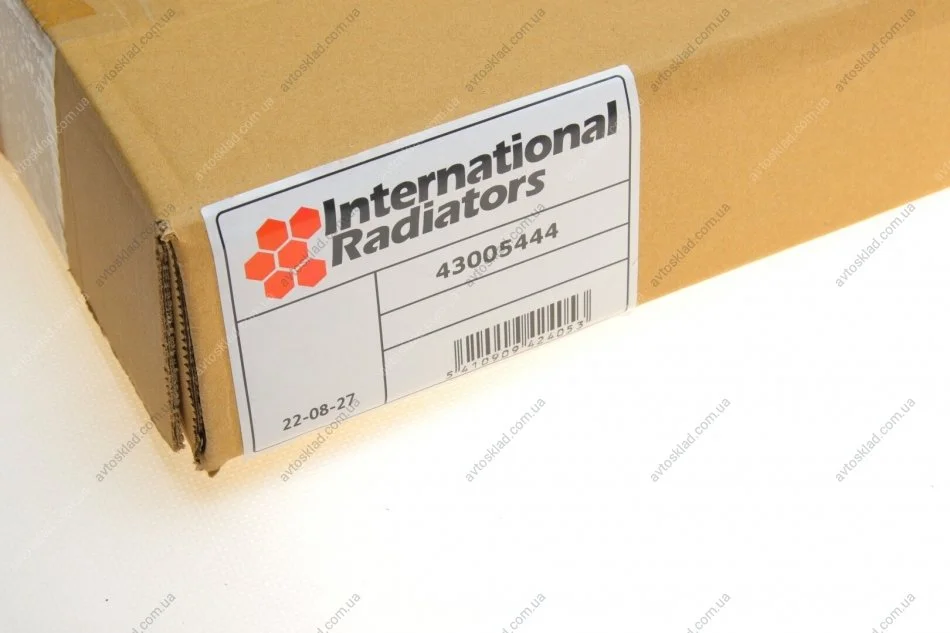 International
Radiators
43005444
5 410909 424053
22-08-27
avtosklad.com.ua